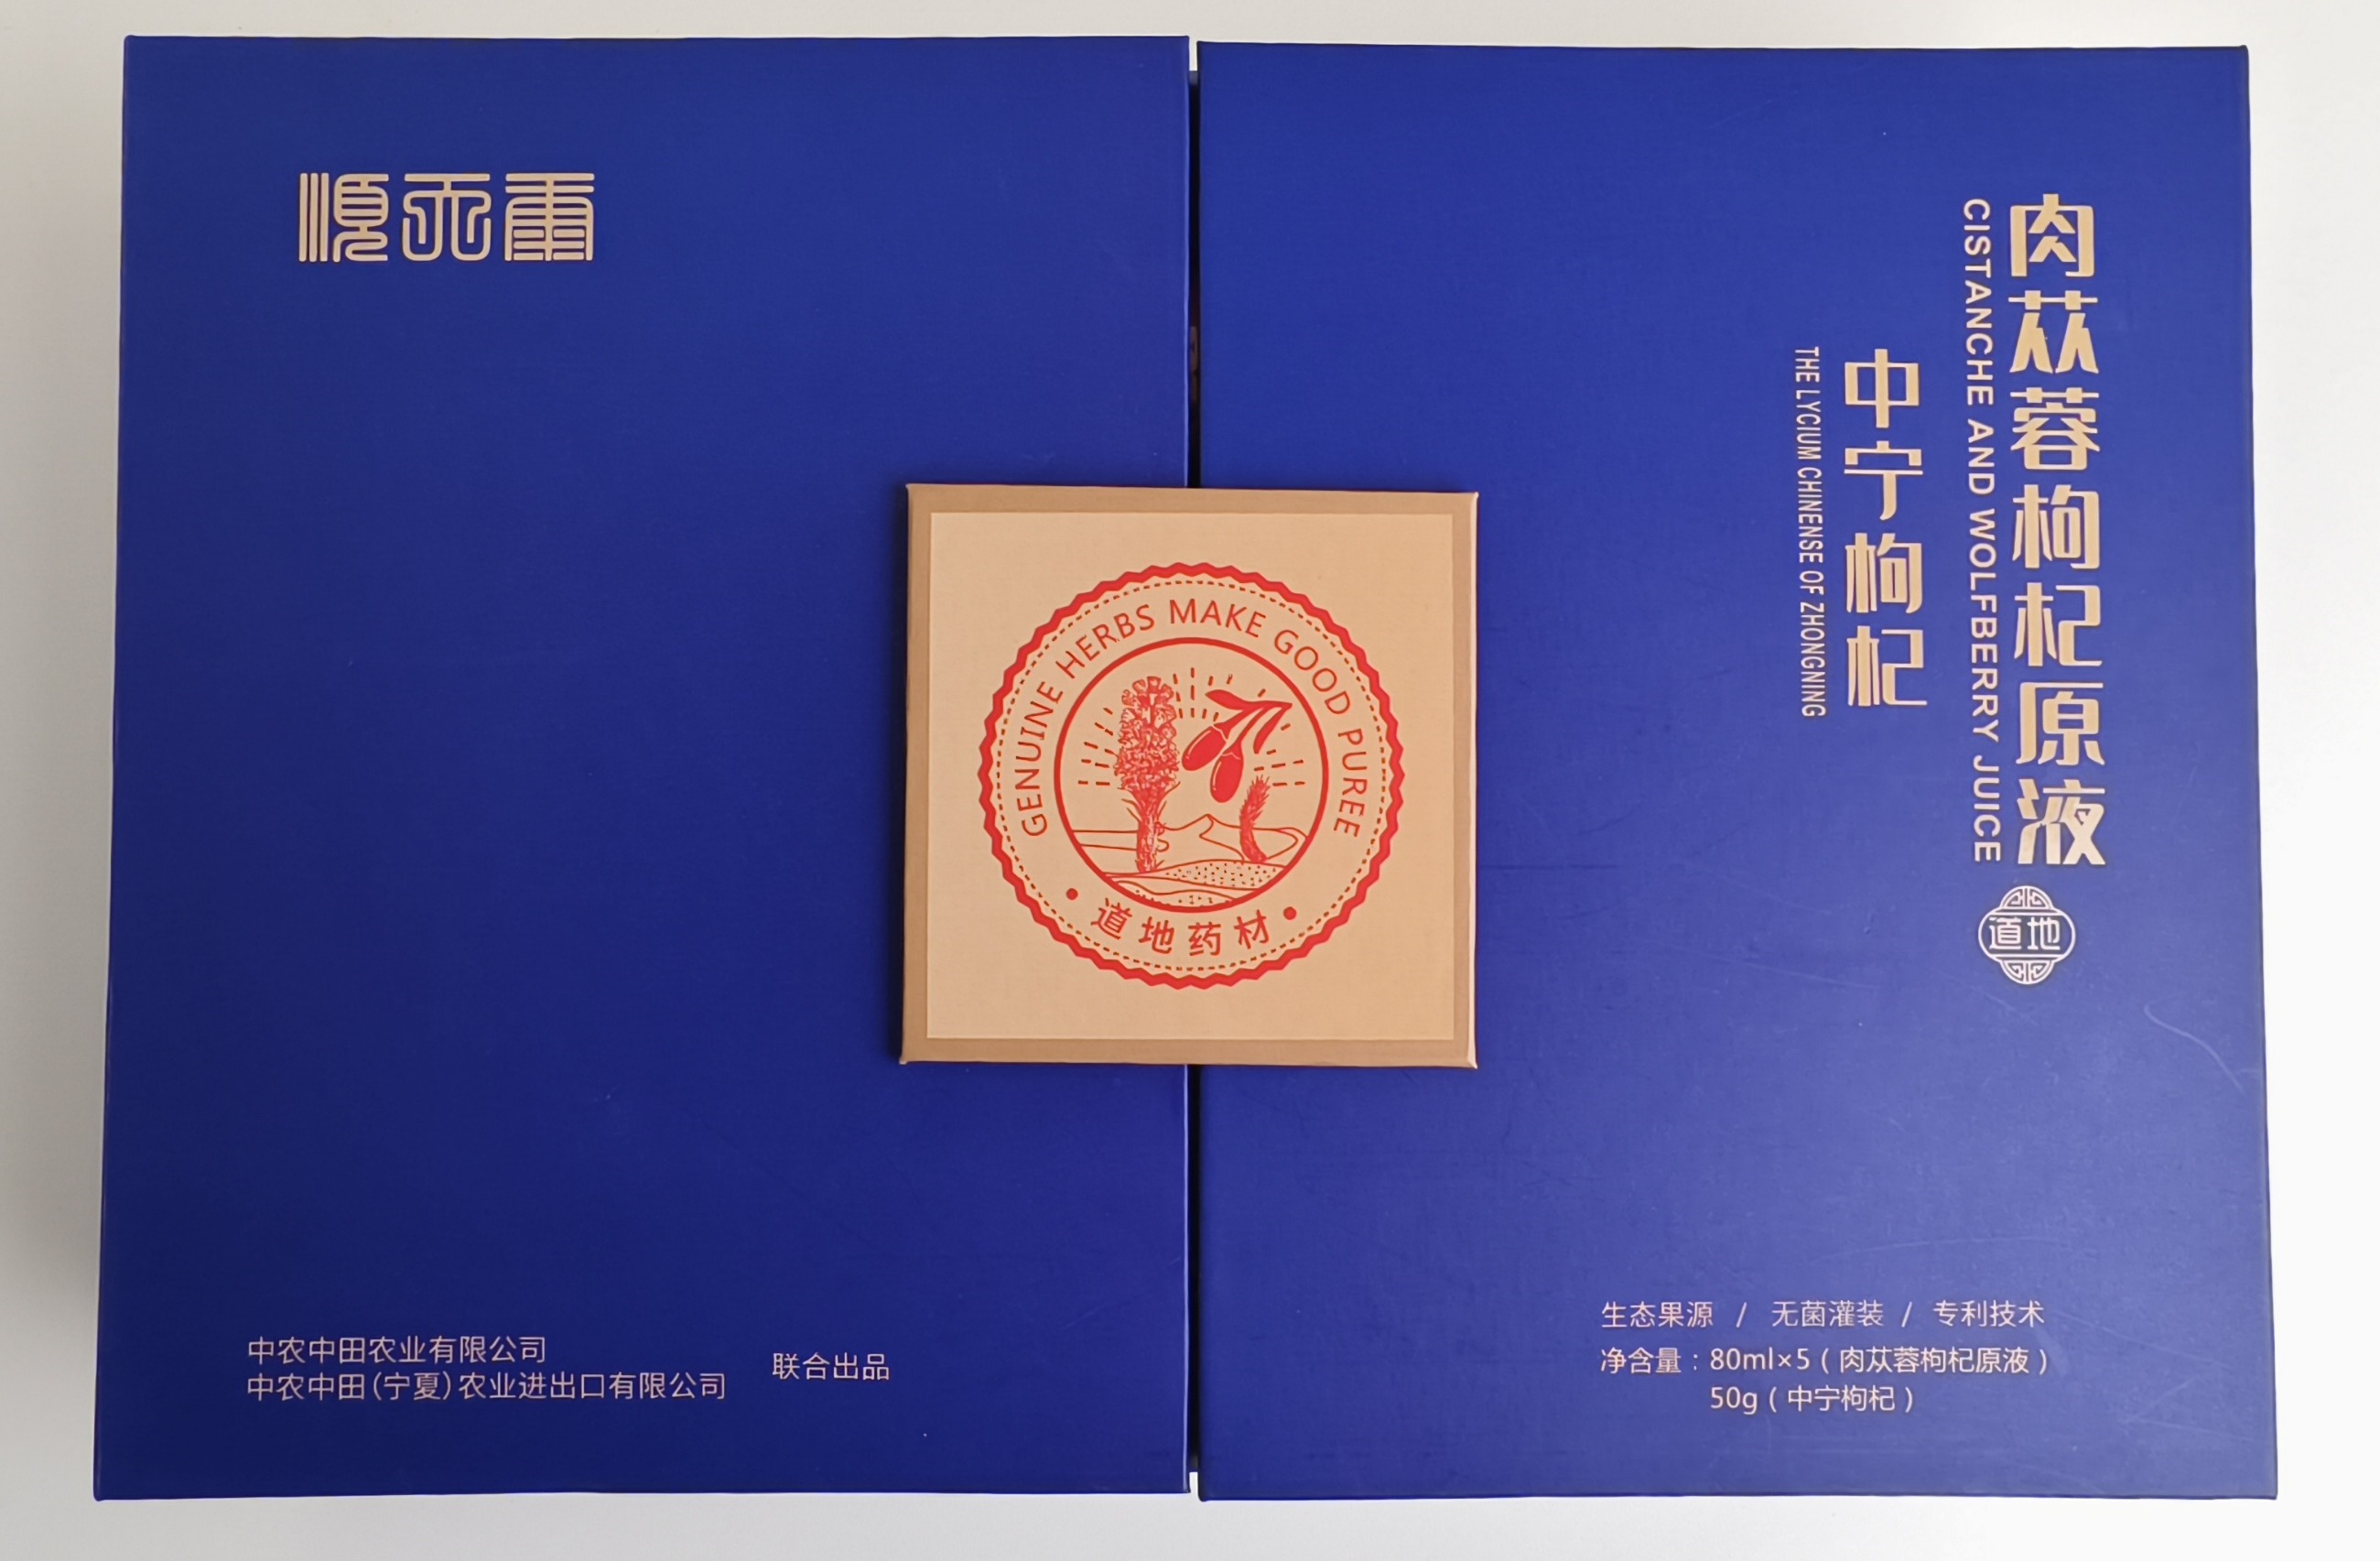 肉苁蓉枸杞原液
CISTANCHE AND WOLFBERRY JUICE
道地
中宁枸杞
THE LYCIUM CHINENSE OF ZHONGNING
GENUINE HERBS MAKE GOOD PUREE
• 道地药材 •
中农中田农业有限公司
中农中田(宁夏)农业进出口有限公司
联合出品
生态果源 / 无菌灌装 / 专利技术
净含量：80ml×5（肉苁蓉枸杞原液）
50g（中宁枸杞）